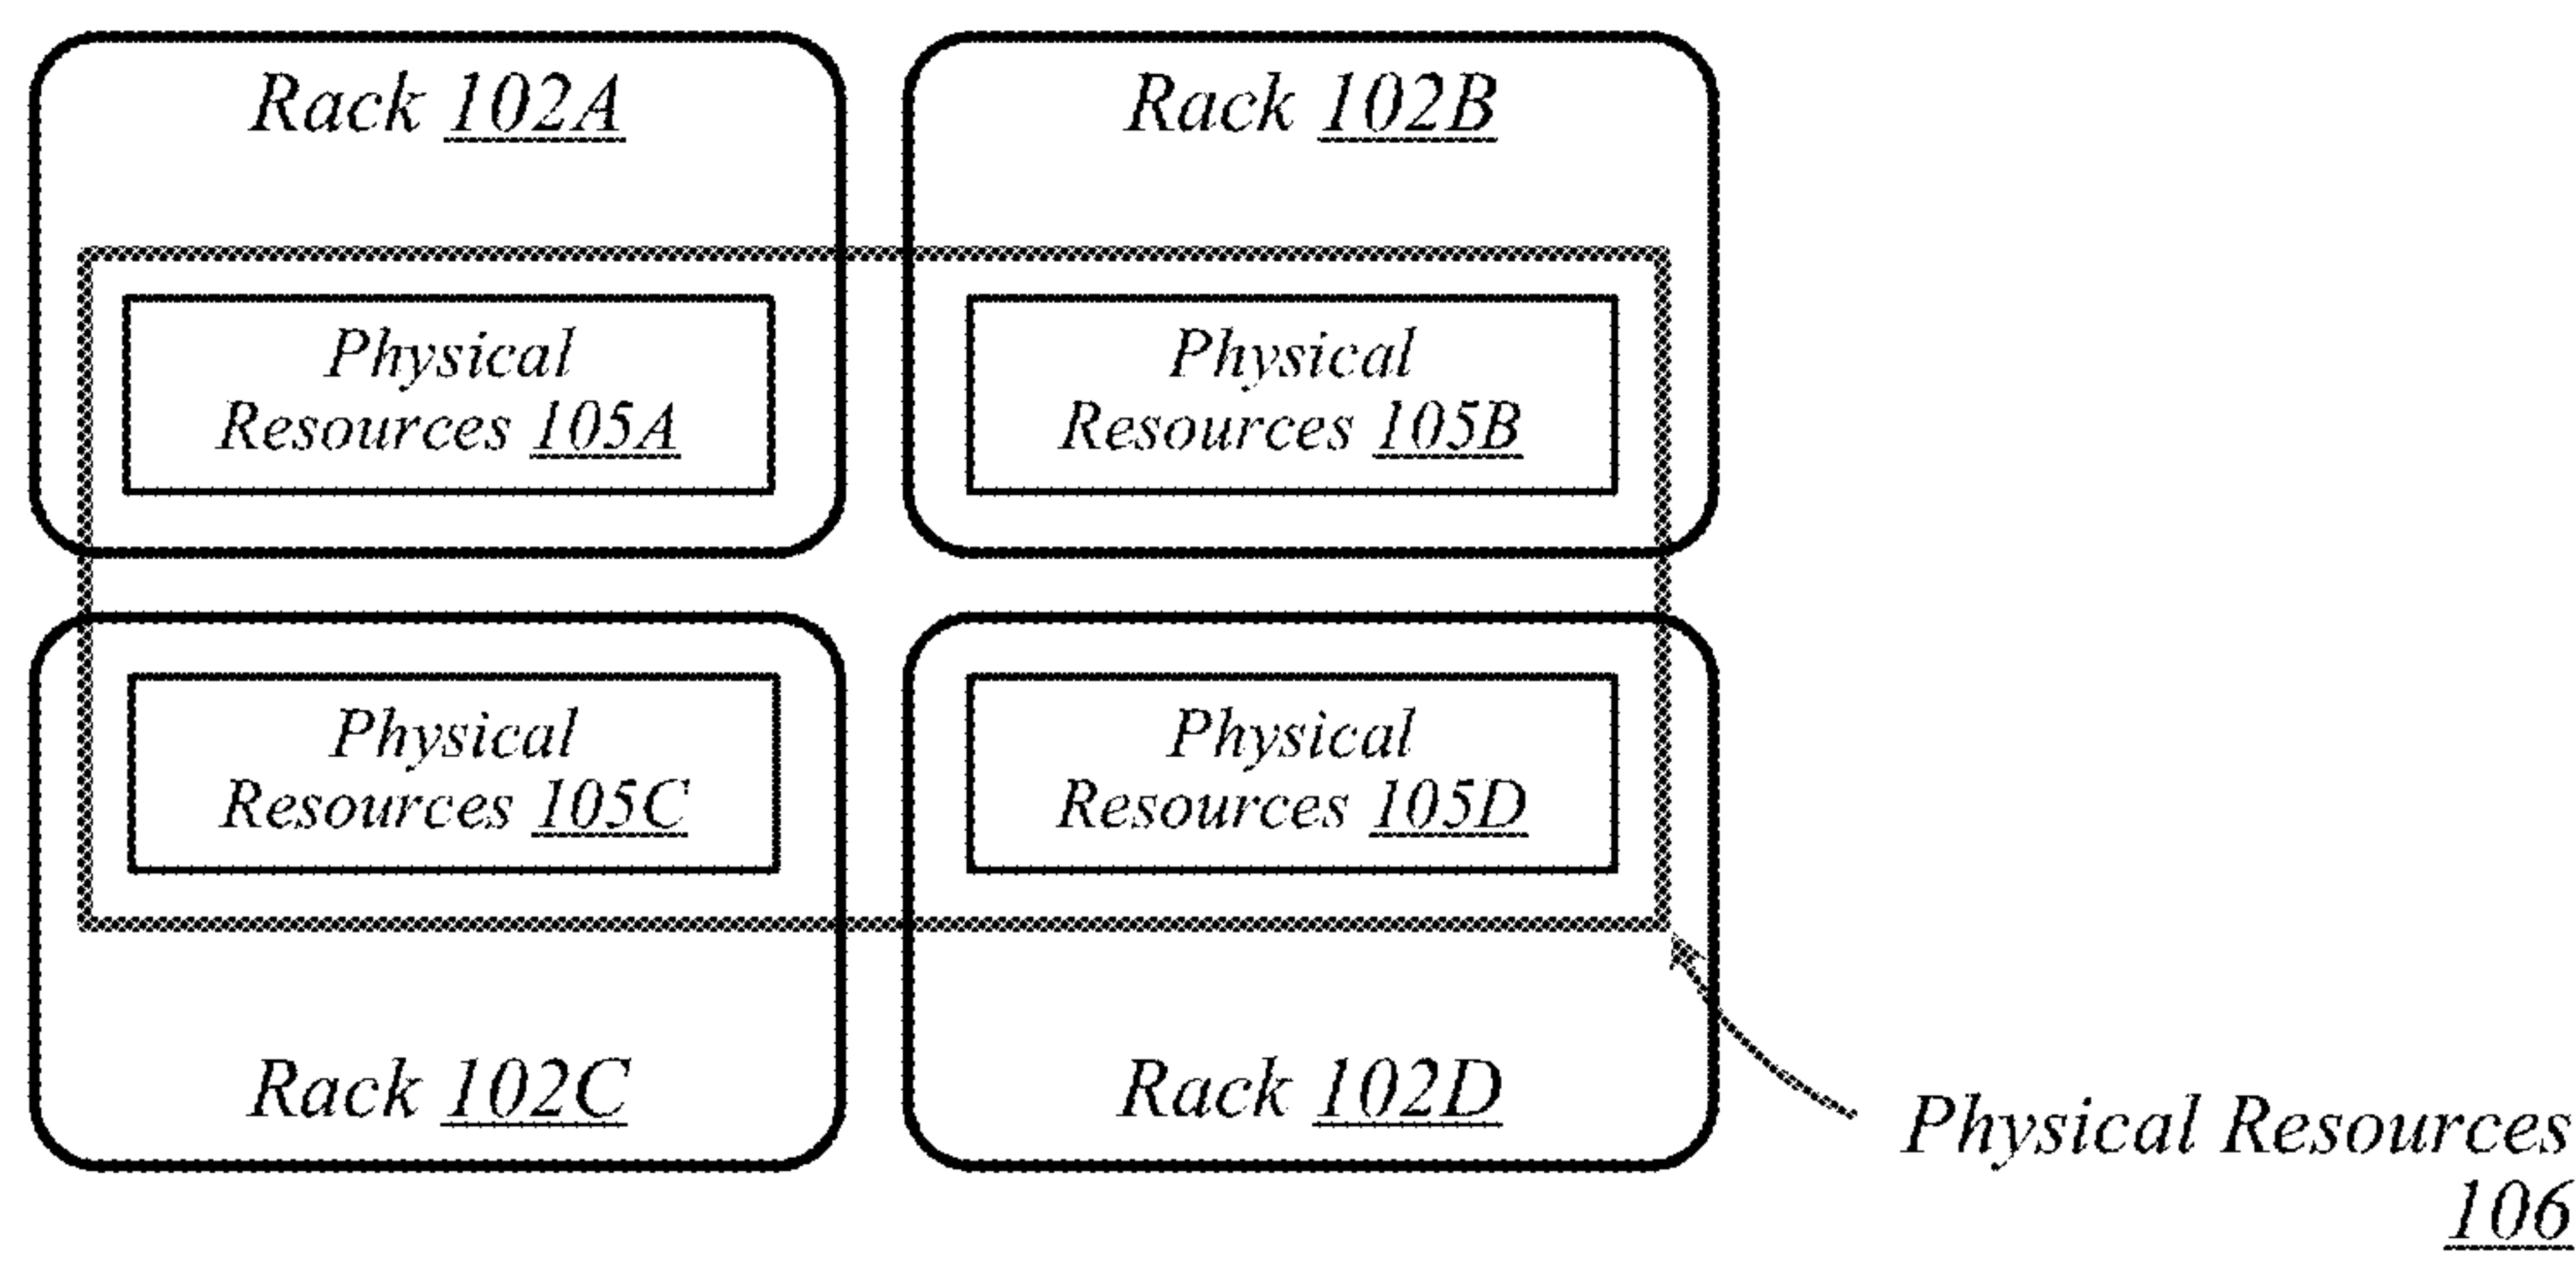 Rack 102A
Rack 102B
Physical
Resources 105A
Physical
Resources 105B
Physical
Resources 105C
Physical
Resources 105D
Rack 102C
Rack 102D
Physical Resources
106